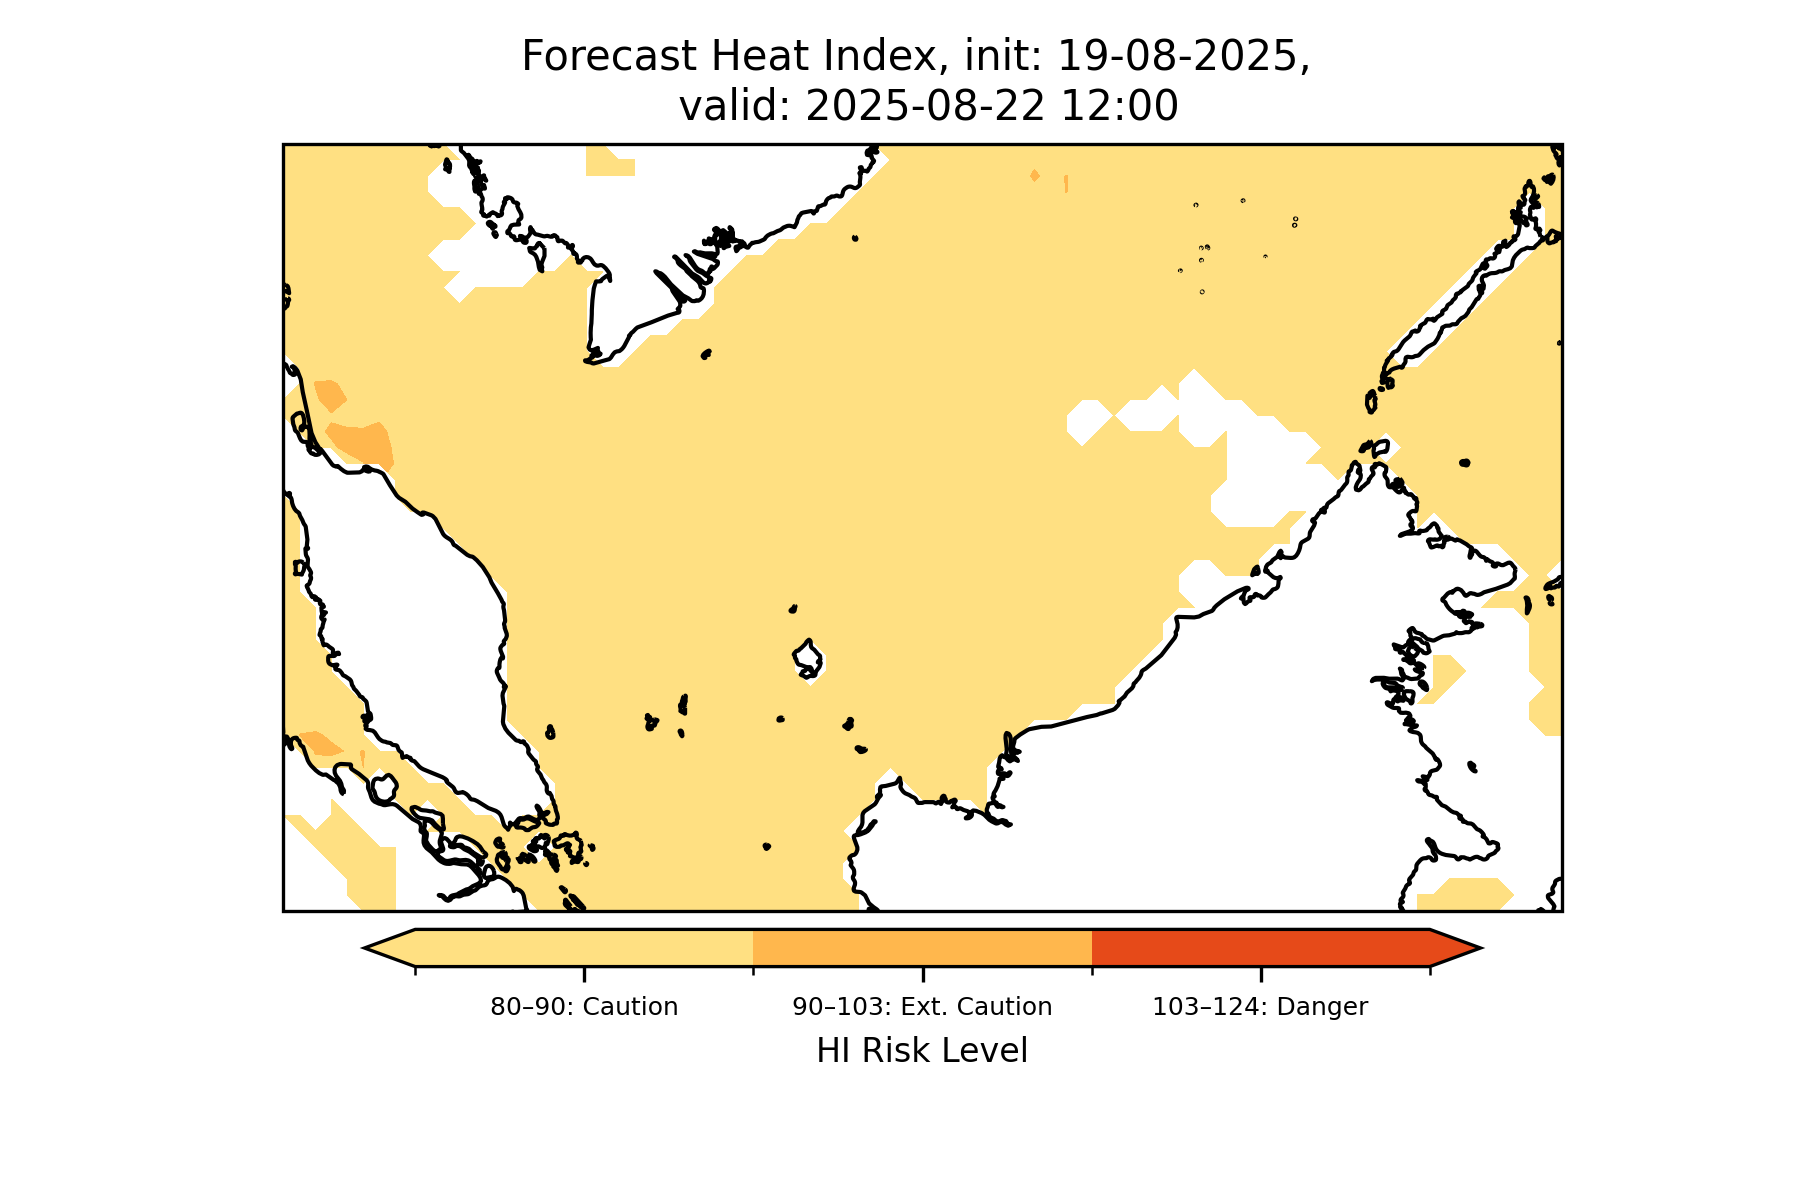 Forecast Heat Index, init: 19-08-2025,
valid: 2025-08-22 12:00
80–90: Caution
90–103: Ext. Caution
103–124: Danger
HI Risk Level